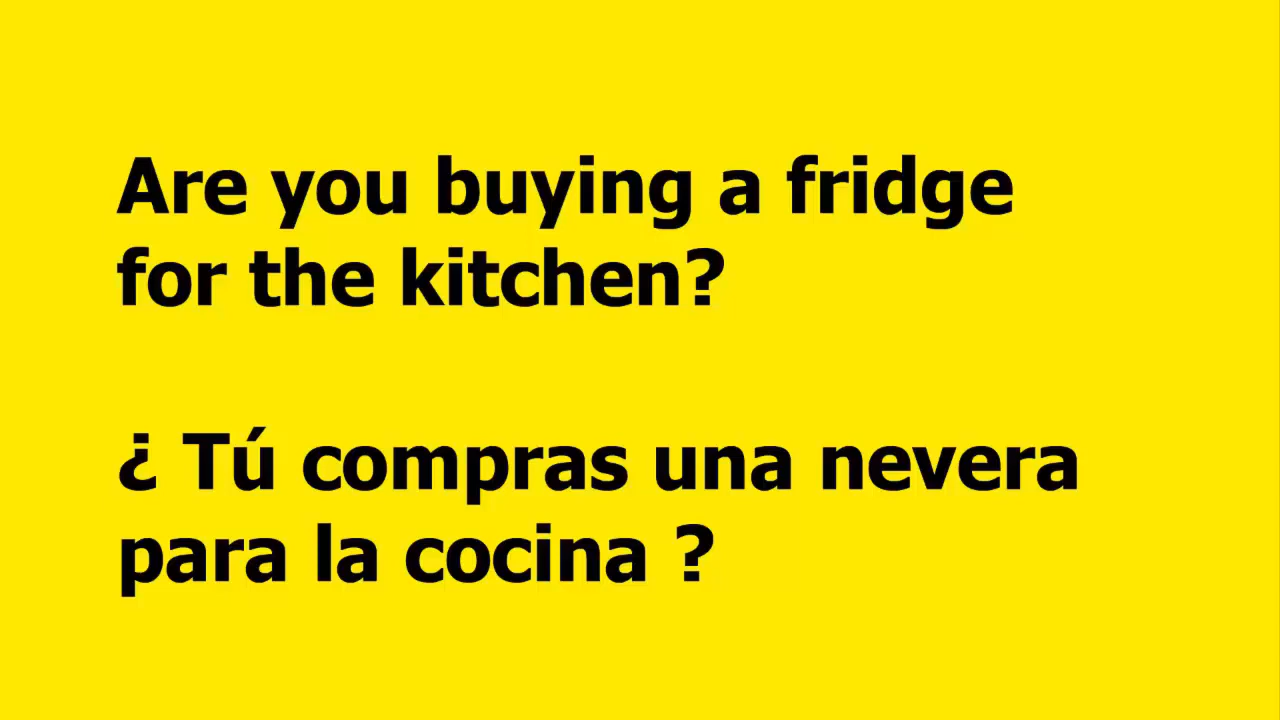 Are you buying a fridge
for the kitchen?
¿ Tú compras una nevera
para la cocina ?